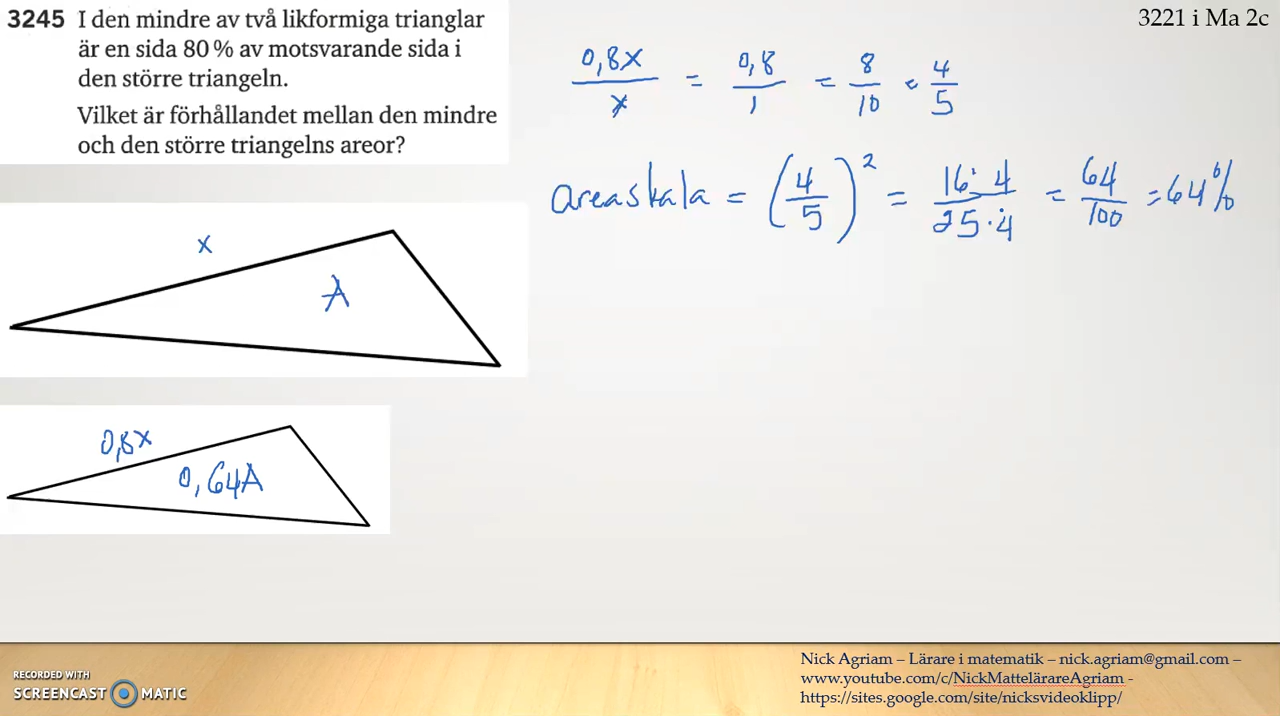 3221 i Ma 2c
3245 I den mindre av två likformiga trianglar
är en sida 80 % av motsvarande sida i
den större triangeln.
Vilket är förhållandet mellan den mindre
och den större triangelns areor?
0,8x / x = 0,8 / 1 = 8 / 10 = 4 / 5
areaskala = (4 / 5)² = 16·4 / 25·4 = 64 / 100 = 64%
x
A
0,8x
0,64A
RECORDED WITH
SCREENCAST MATIC
Nick Agriam – Lärare i matematik – nick.agriam@gmail.com –
www.youtube.com/c/NickMattelärareAgriam -
https://sites.google.com/site/nicksvideoklipp/